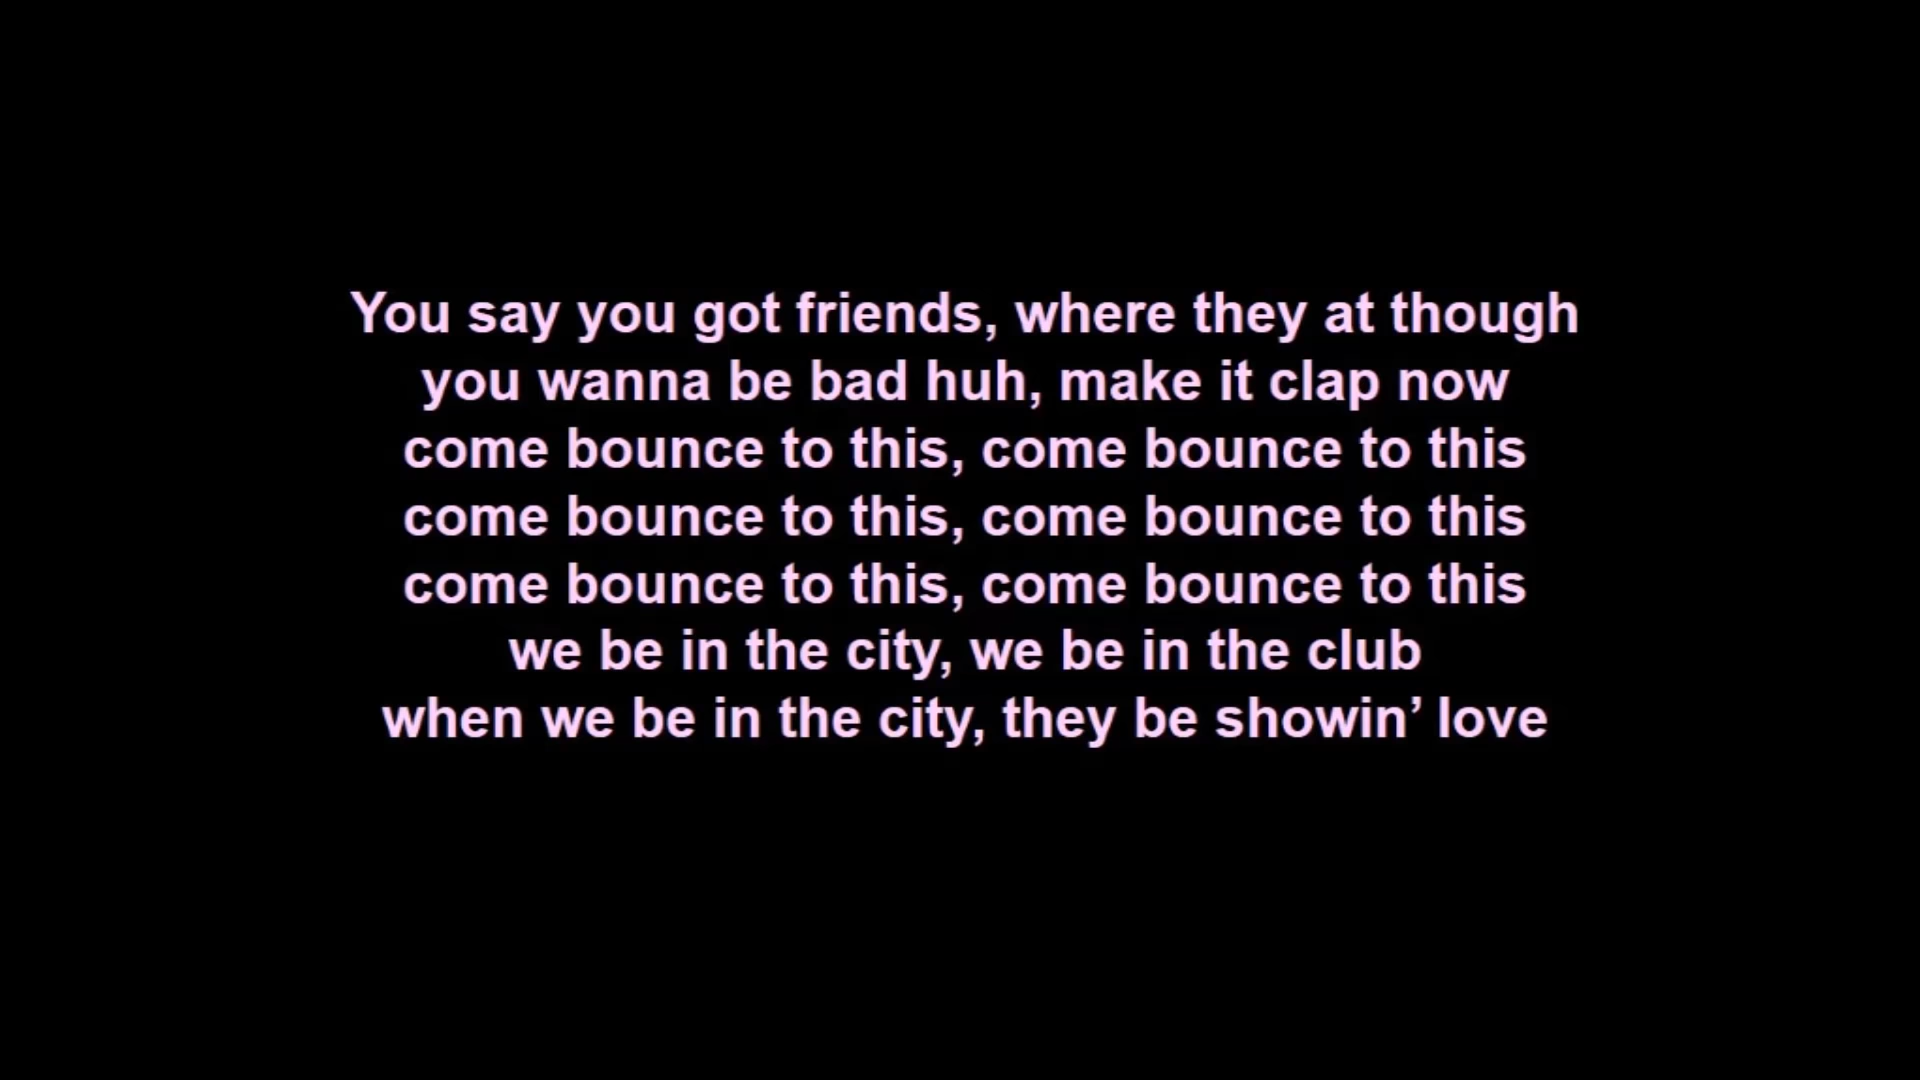 You say you got friends, where they at though
you wanna be bad huh, make it clap now
come bounce to this, come bounce to this
come bounce to this, come bounce to this
come bounce to this, come bounce to this
we be in the city, we be in the club
when we be in the city, they be showin’ love